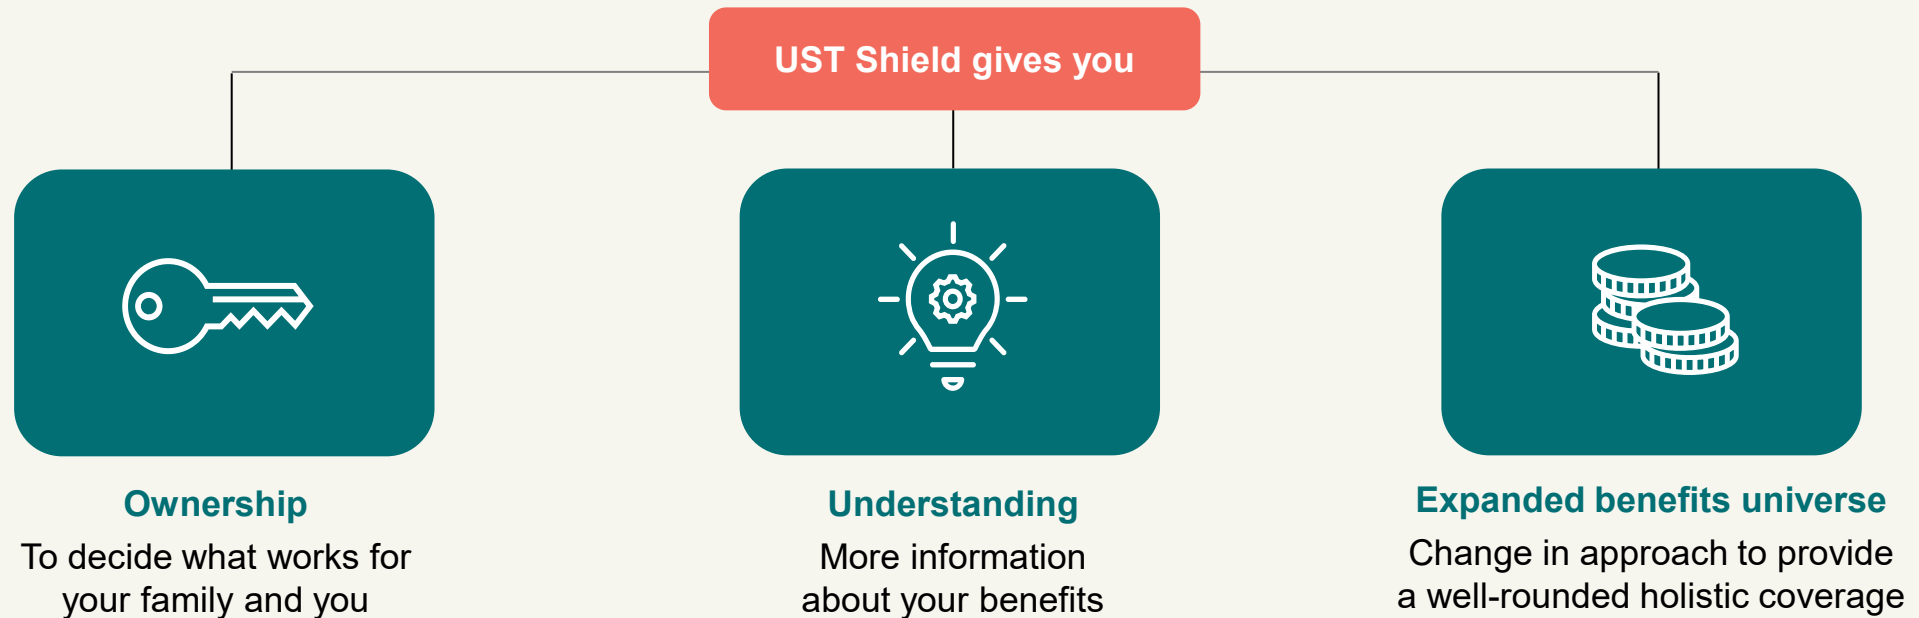 UST Shield gives you
Ownership
To decide what works for
your family and you
Understanding
More information
about your benefits
Expanded benefits universe
Change in approach to provide
a well-rounded holistic coverage